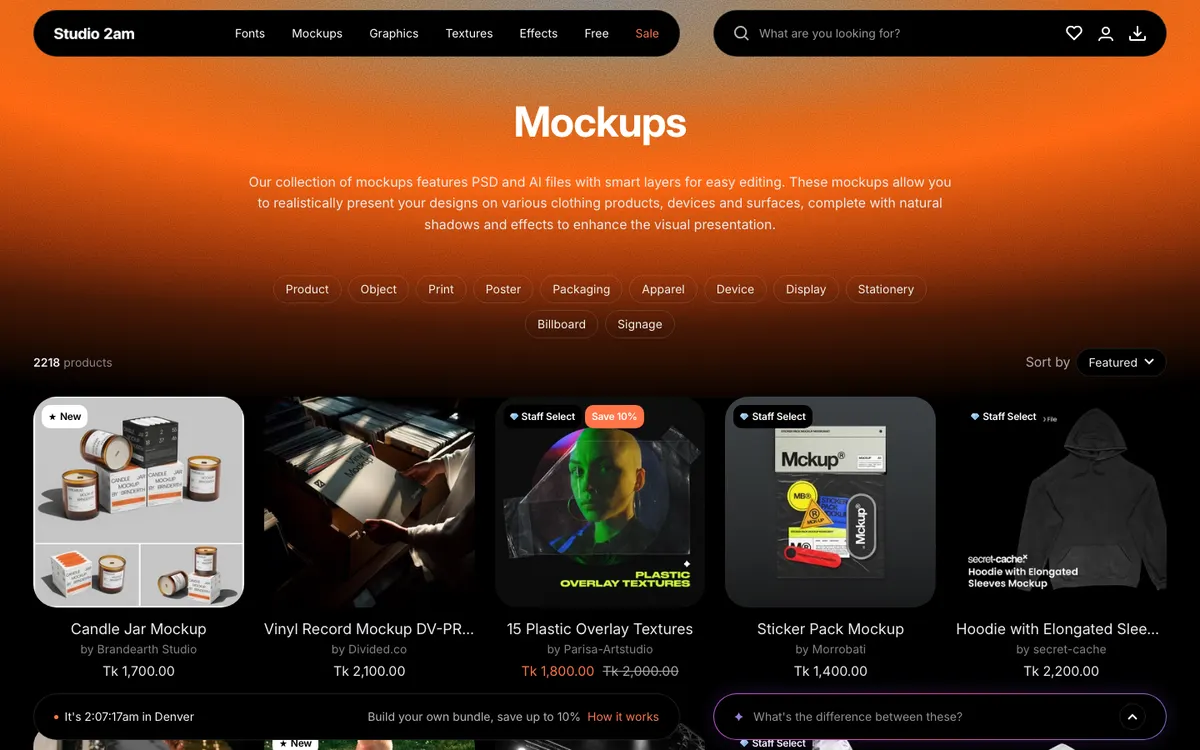 Studio 2am
Fonts Mockups Graphics Textures Effects Free Sale
What are you looking for?
Mockups
Our collection of mockups features PSD and AI files with smart layers for easy editing. These mockups allow you
to realistically present your designs on various clothing products, devices and surfaces, complete with natural
shadows and effects to enhance the visual presentation.
Product Object Print Poster Packaging Apparel Device Display Stationery
Billboard Signage
2218 products
Sort by Featured
New
CANDLE JAR
MOCKUP
Staff Select Save 10%
PLASTIC
OVERLAY TEXTURES
Staff Select
Mckup®
MB®
MCKUP
Mckup®
Staff Select
File
secret-cache.x
Hoodie with Elongated
Sleeves Mockup
Candle Jar Mockup
by Brandearth Studio
Tk 1,700.00
Vinyl Record Mockup DV-PR...
by Divided.co
Tk 2,100.00
15 Plastic Overlay Textures
by Parisa-Artstudio
Tk 1,800.00 Tk 2,000.00
Sticker Pack Mockup
by Morrobati
Tk 1,400.00
Hoodie with Elongated Slee...
by secret-cache
Tk 2,200.00
It's 2:07:17am in Denver
Build your own bundle, save up to 10% How it works
What's the difference between these?
New
Staff Select